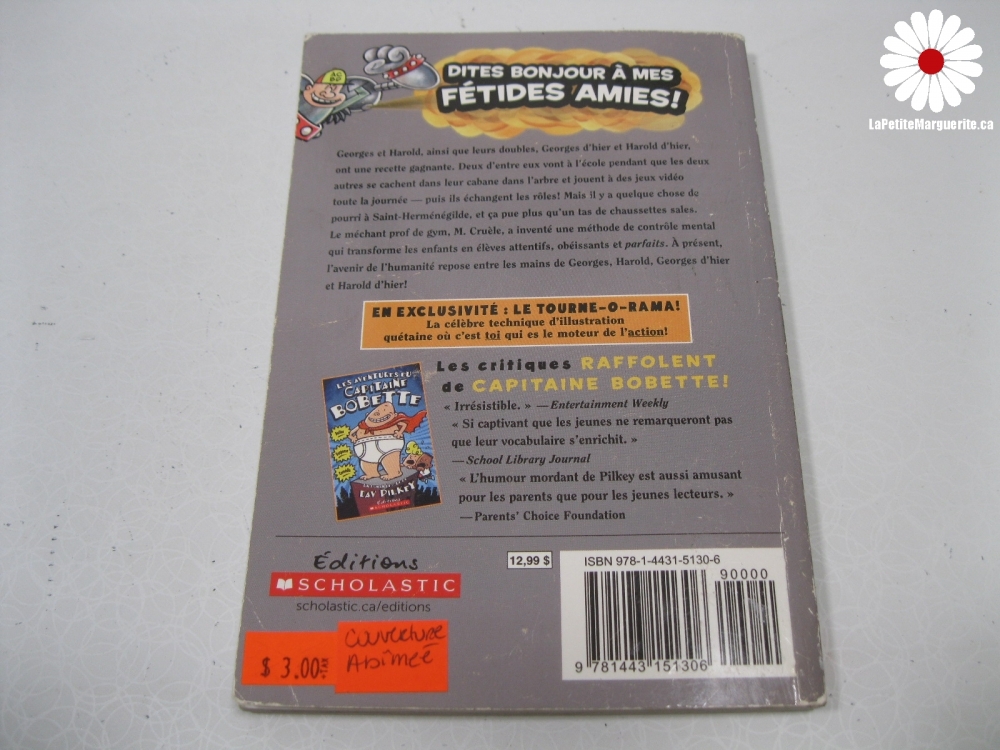 LaPetiteMarguerite.ca
DITES BONJOUR À MES
FÉTIDES AMIES!
Georges et Harold, ainsi que leurs doubles, Georges d'hier et Harold d'hier,
ont une recette gagnante. Deux d'entre eux vont à l'école pendant que les deux
autres se cachent dans leur cabane dans l'arbre et jouent à des jeux vidéo
toute la journée — puis ils échangent les rôles! Mais il y a quelque chose de
pourri à Saint-Herménégilde, et ça pue plus qu'un tas de chaussettes sales.
Le méchant prof de gym, M. Cruèle, a inventé une méthode de contrôle mental
qui transforme les enfants en élèves attentifs, obéissants et parfaits. À présent,
l'avenir de l'humanité repose entre les mains de Georges, Harold, Georges d'hier
et Harold d'hier!
EN EXCLUSIVITÉ : LE TOURNE-O-RAMA!
La célèbre technique d'illustration
quétaine où c'est toi qui es le moteur de l'action!
Les critiques RAFFOLENT
de CAPITAINE BOBETTE!
« Irrésistible. » —Entertainment Weekly
« Si captivant que les jeunes ne remarqueront pas
que leur vocabulaire s'enrichit. »
—School Library Journal
« L'humour mordant de Pilkey est aussi amusant
pour les parents que pour les jeunes lecteurs. »
—Parents' Choice Foundation
LES AVENTURES DU
CAPITAINE
BOBETTE
DAV PILKEY
Éditions
SCHOLASTIC
Éditions
SCHOLASTIC
scholastic.ca/editions
12,99 $
ISBN 978-1-4431-5130-6
90000
9 781443 151306
$ 3.00
+TAX
Couverture
Abîmée